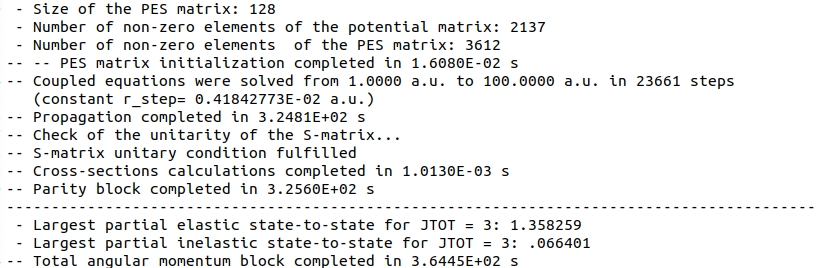 - Size of the PES matrix: 128
- Number of non-zero elements of the potential matrix: 2137
- Number of non-zero elements  of the PES matrix: 3612
-- -- PES matrix initialization completed in 1.6080E-02 s
-- Coupled equations were solved from 1.0000 a.u. to 100.0000 a.u. in 23661 steps
(constant r_step= 0.41842773E-02 a.u.)
-- Propagation completed in 3.2481E+02 s
-- Check of the unitarity of the S-matrix...
-- S-matrix unitary condition fulfilled
-- Cross-sections calculations completed in 1.0130E-03 s
-- Parity block completed in 3.2560E+02 s
------------------------------------------------------------------------------------------
- Largest partial elastic state-to-state for JTOT = 3: 1.358259
- Largest partial inelastic state-to-state for JTOT = 3: .066401
-- Total angular momentum block completed in 3.6445E+02 s